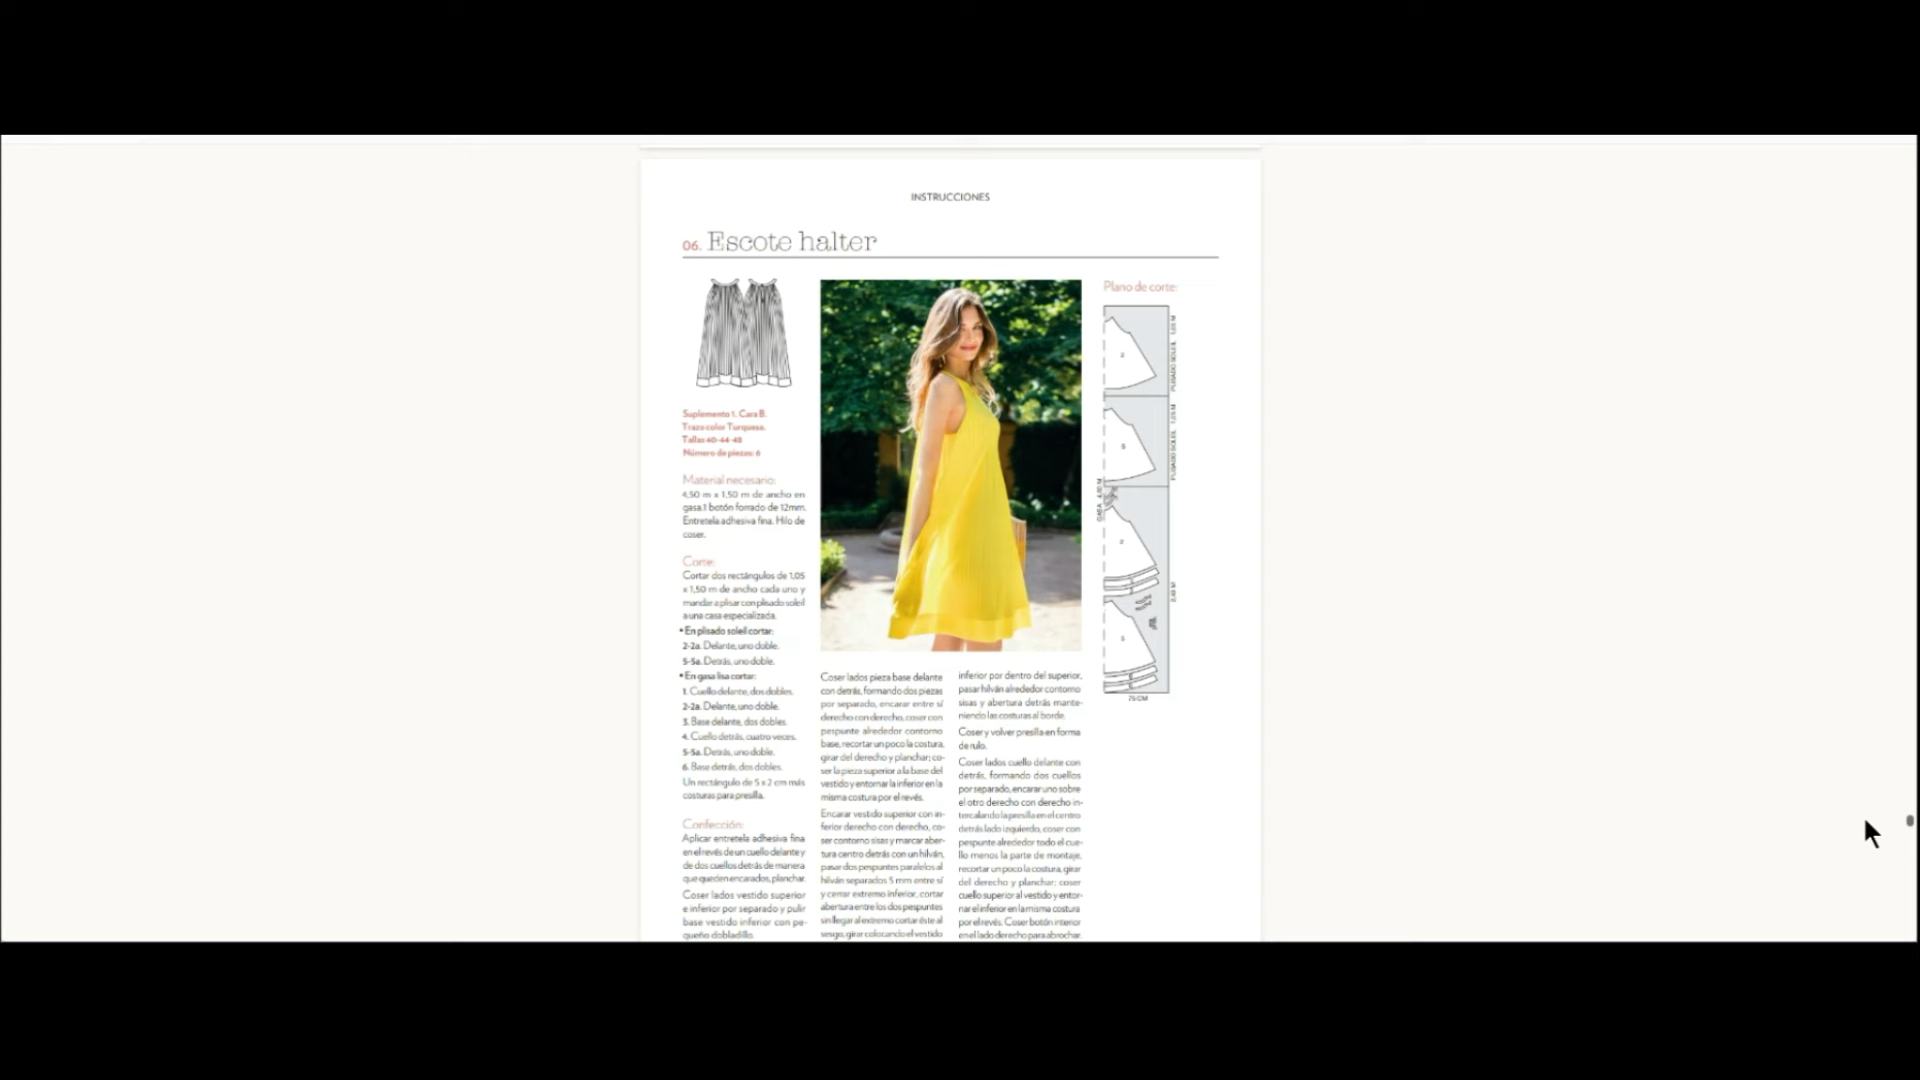 INSTRUCCIONES
06. Escote halter
Suplemento 1. Cara B.
Trazo color Turquesa.
Tallas 40-44-48
Número de piezas: 6
Material necesario:
4,50 m x 1,50 m de ancho en
gasa.1 botón forrado de 12mm.
Entretela adhesiva fina. Hilo de
coser.
Corte:
Cortar dos rectángulos de 1,05
x 1,50 m de ancho cada uno y
mandar a plisar con plisado soleil
a una casa especializada.
• En plisado soleil cortar:
2-2a. Delante, uno doble.
5-5a. Detrás, uno doble.
• En gasa lisa cortar:
1. Cuello delante, dos dobles.
2-2a. Delante, uno doble.
3. Base delante, dos dobles.
4. Cuello detrás, cuatro veces.
5-5a. Detrás, uno doble.
6. Base detrás, dos dobles.
Un rectángulo de 5 x 2 cm más
costuras para presilla.
Confección:
Aplicar entretela adhesiva fina
en el revés de un cuello delante y
de dos cuellos detrás de manera
que queden encarados, planchar.
Coser lados vestido superior
e inferior por separado y pulir
base vestido inferior con pe-
queño dobladillo.
Coser lados pieza base delante
con detrás, formando dos piezas
por separado, encarar entre sí
derecho con derecho, coser con
pespunte alrededor contorno
base, recortar un poco la costura,
girar del derecho y planchar; co-
ser la pieza superior a la base del
vestido y entornar la inferior en la
misma costura por el revés.
Encarar vestido superior con in-
ferior derecho con derecho, co-
ser contorno sisas y marcar aber-
tura centro detrás con un hilván,
pasar dos pespuntes paralelos al
hilván separados 5 mm entre sí
y cerrar extremo inferior, cortar
abertura entre los dos pespuntes
sin llegar al extremo cortar éste al
sesgo, girar colocando el vestido
inferior por dentro del superior,
pasar hilván alrededor contorno
sisas y abertura detrás mante-
niendo las costuras al borde.
Coser y volver presilla en forma
de rulo.
Coser lados cuello delante con
detrás, formando dos cuellos
por separado, encarar uno sobre
el otro derecho con derecho in-
tercalando la presilla en el centro
detrás lado izquierdo, coser con
pespunte alrededor todo el cue-
llo menos la parte de montaje,
recortar un poco la costura, girar
del derecho y planchar; coser
cuello superior al vestido y entor-
nar el inferior en la misma costura
por el revés. Coser botón interior
en el lado derecho para abrochar.
Plano de corte:
2
PLISADO SOLEIL 1,05 M
5
PLISADO SOLEIL 1,05 M
GASA 4,50 M
2
5
2,40 M
75 CM